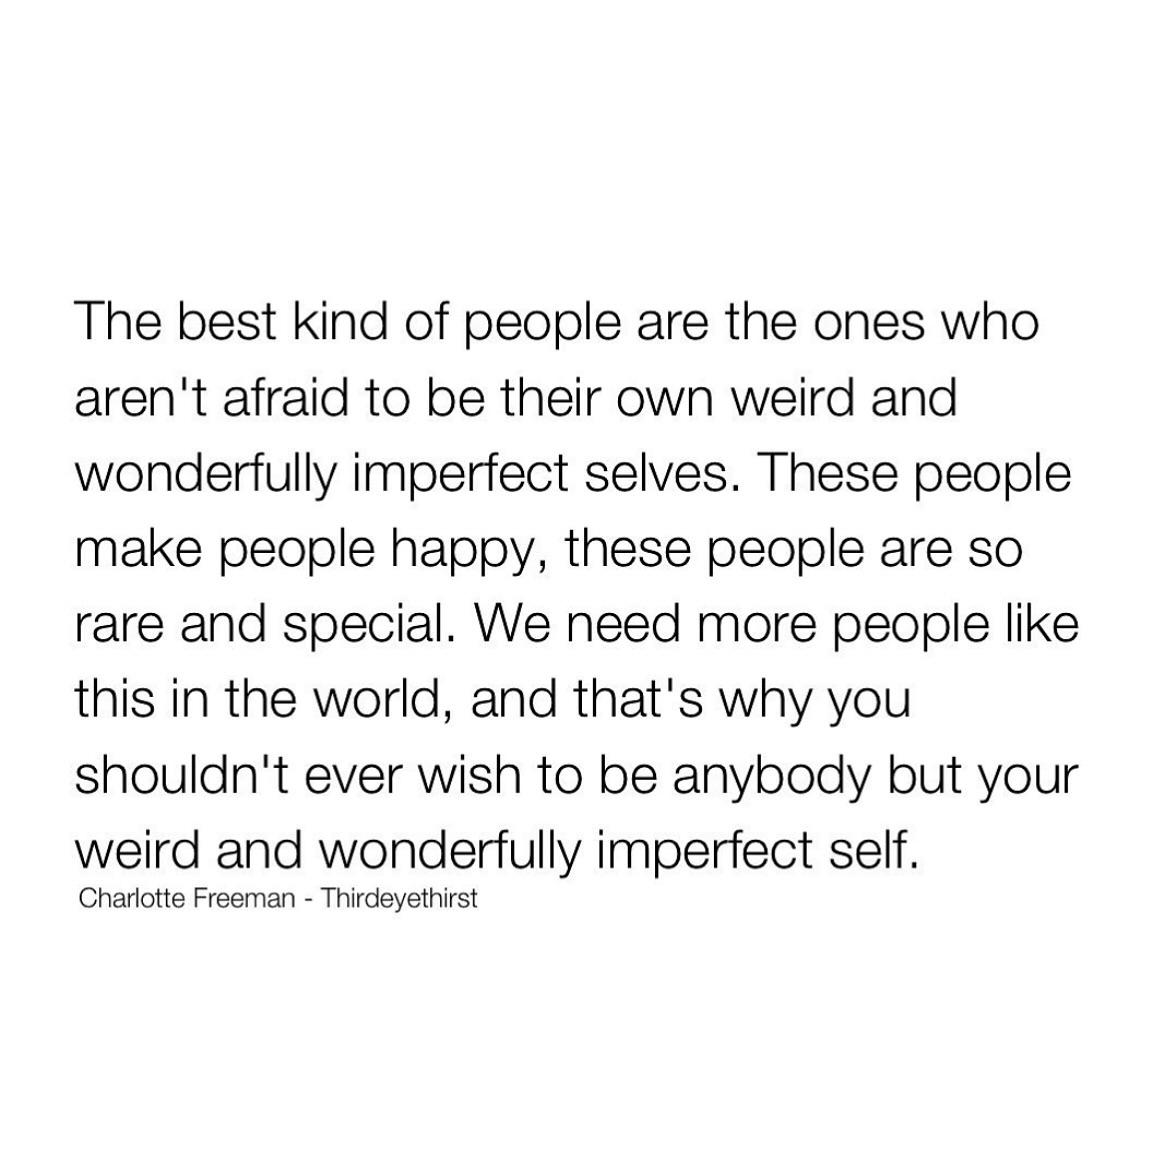 The best kind of people are the ones who
aren't afraid to be their own weird and
wonderfully imperfect selves. These people
make people happy, these people are so
rare and special. We need more people like
this in the world, and that's why you
shouldn't ever wish to be anybody but your
weird and wonderfully imperfect self.
Charlotte Freeman - Thirdeyethirst